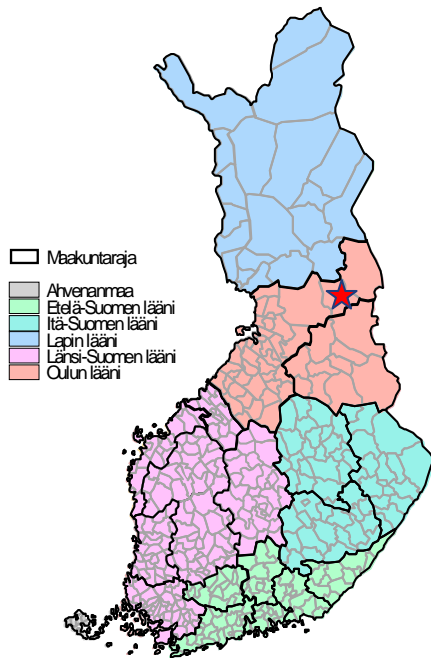 Maakuntaraja
Ahvenanmaa
Etelä-Suomen lääni
Itä-Suomen lääni
Lapin lääni
Länsi-Suomen lääni
Oulun lääni